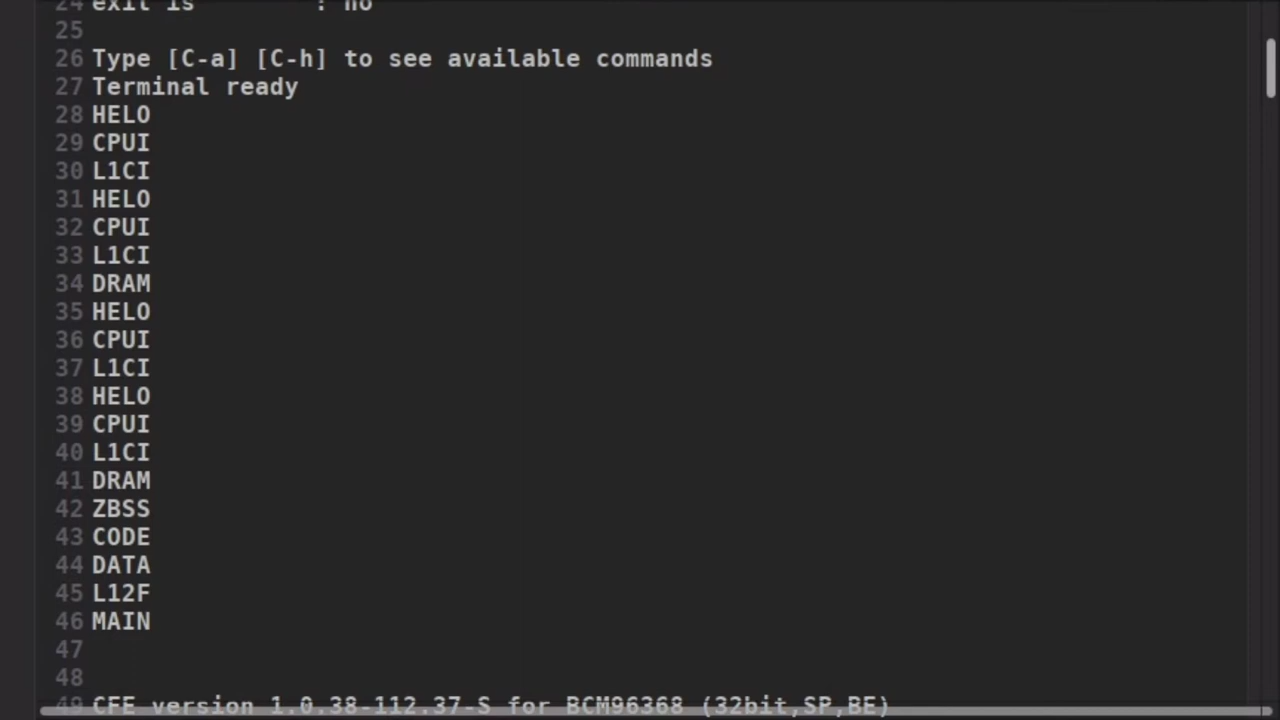 24 exit is        : no
25
26 Type [C-a] [C-h] to see available commands
27 Terminal ready
28 HELO
29 CPUI
30 L1CI
31 HELO
32 CPUI
33 L1CI
34 DRAM
35 HELO
36 CPUI
37 L1CI
38 HELO
39 CPUI
40 L1CI
41 DRAM
42 ZBSS
43 CODE
44 DATA
45 L12F
46 MAIN
47
48
49 CFE version 1.0.38-112.37-S for BCM96368 (32bit,SP,BE)